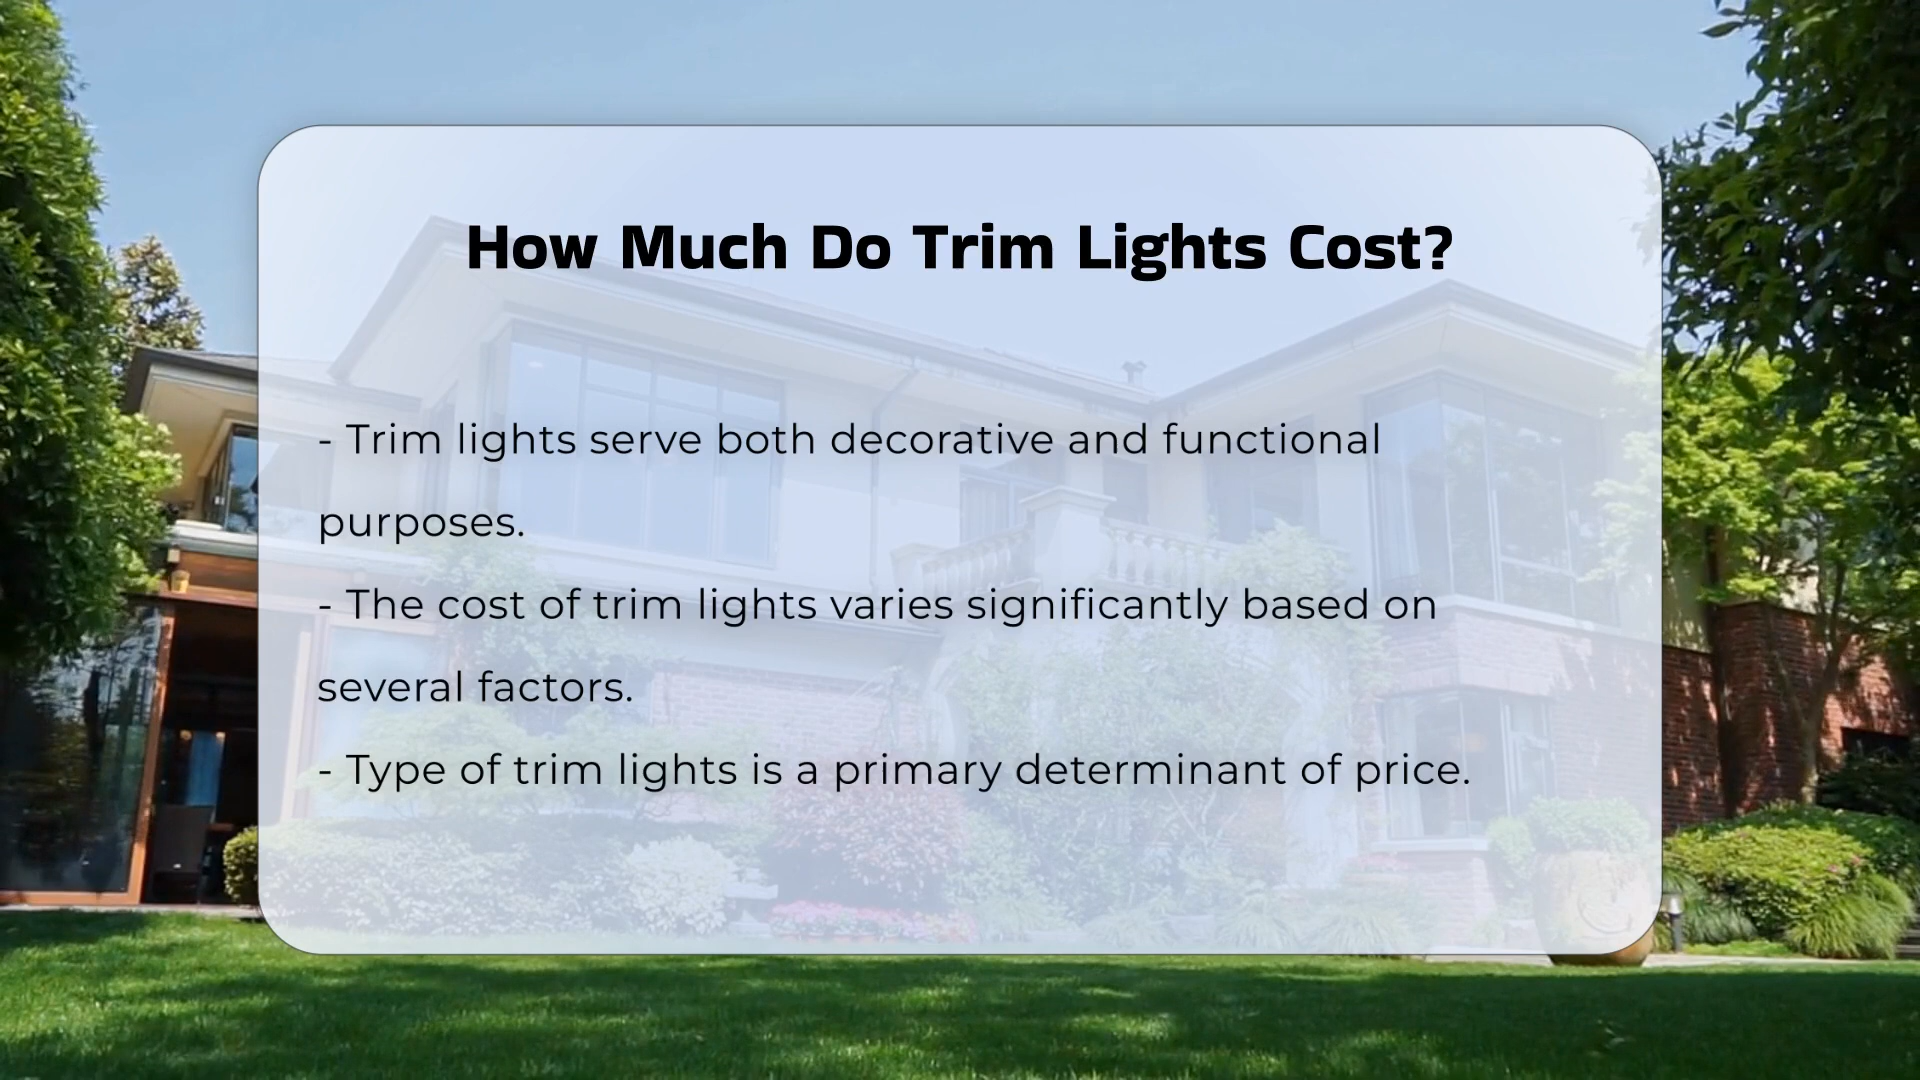 How Much Do Trim Lights Cost?
- Trim lights serve both decorative and functional
purposes.
- The cost of trim lights varies significantly based on
several factors.
- Type of trim lights is a primary determinant of price.